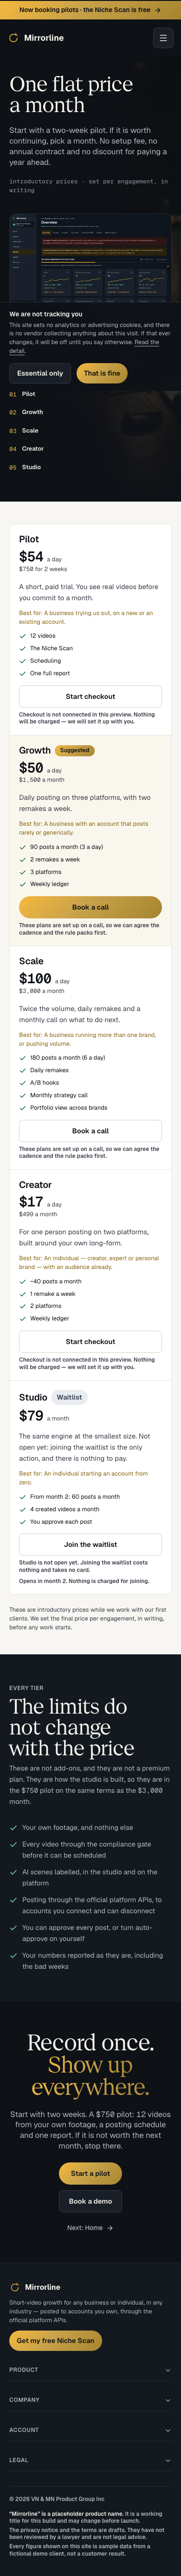 Now booking pilots - the Niche Scan is free →
Mirrorline
One flat price
a month
Start with a two-week pilot. If it is worth
continuing, pick a month. No setup fee, no
annual contract and no discount for paying a
year ahead.
introductory prices · set per engagement, in
writing
Mirrorline
Overview
We are not tracking you
This site sets no analytics or advertising cookies, and there
is no vendor collecting anything about this visit. If that ever
changes, it will be off until you say otherwise. Read the
detail.
Essential only
That is fine
01 Pilot
02 Growth
03 Scale
04 Creator
05 Studio
Pilot
$54 a day
$750 for 2 weeks
A short, paid trial. You see real videos before
you commit to a month.
Best for: A business trying us out, on a new or an
existing account.
12 videos
The Niche Scan
Scheduling
One full report
Start checkout
Checkout is not connected in this preview. Nothing
will be charged — we will set it up with you.
Growth Suggested
$50 a day
$1,500 a month
Daily posting on three platforms, with two
remakes a week.
Best for: A business with an account that posts
rarely or generically.
90 posts a month (3 a day)
2 remakes a week
3 platforms
Weekly ledger
Book a call
These plans are set up on a call, so we can agree the
cadence and the rule packs first.
Scale
$100 a day
$3,000 a month
Twice the volume, daily remakes and a
monthly call on what to do next.
Best for: A business running more than one brand,
or pushing volume.
180 posts a month (6 a day)
Daily remakes
A/B hooks
Monthly strategy call
Portfolio view across brands
Book a call
These plans are set up on a call, so we can agree the
cadence and the rule packs first.
Creator
$17 a day
$499 a month
For one person posting on two platforms,
built around your own long-form.
Best for: An individual — creator, expert or personal
brand — with an audience already.
~40 posts a month
1 remake a week
2 platforms
Weekly ledger
Start checkout
Checkout is not connected in this preview. Nothing
will be charged — we will set it up with you.
Studio Waitlist
$79 a month
The same engine at the smallest size. Not
open yet: joining the waitlist is the only
action, and there is nothing to pay.
Best for: An individual starting an account from
zero.
From month 2: 60 posts a month
4 created videos a month
You approve each post
Join the waitlist
Studio is not open yet. Joining the waitlist costs
nothing and takes no card.
Opens in month 2. Nothing is charged for joining.
These are introductory prices while we work with our first
clients. We set the final price per engagement, in writing,
before any work starts.
EVERY TIER
The limits do
not change
with the price
These are not add-ons, and they are not a premium
plan. They are how the studio is built, so they are in
the $750 pilot on the same terms as the $3,000
month.
Your own footage, and nothing else
Every video through the compliance gate
before it can be scheduled
AI scenes labelled, in the studio and on the
platform
Posting through the official platform APIs, to
accounts you connect and can disconnect
You can approve every post, or turn auto-
approve on yourself
Your numbers reported as they are, including
the bad weeks
Record once.
Show up
everywhere.
Start with two weeks. A $750 pilot: 12 videos
from your own footage, a posting schedule
and one report. If it is not worth the next
month, stop there.
Start a pilot
Book a demo
Next: Home →
Mirrorline
Short-video growth for any business or individual, in any
industry — posted to accounts you own, through the
official platform APIs.
Get my free Niche Scan
PRODUCT
COMPANY
ACCOUNT
LEGAL
© 2026 VN & MN Product Group Inc
"Mirrorline" is a placeholder product name. It is a working
title for this build and may change before launch.
The privacy notice and the terms are drafts. They have not
been reviewed by a lawyer and are not legal advice.
Every figure shown on this site is sample data from a
fictional demo client, not a customer result.